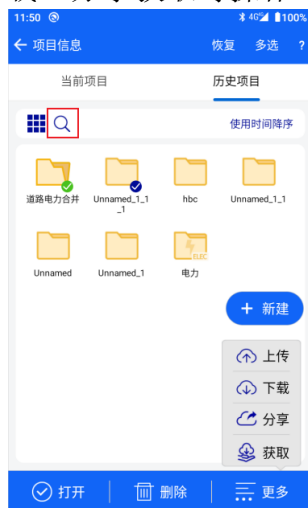 11:50 4G 100%
项目信息 恢复 多选 ?
当前项目 历史项目
使用时间降序
道路电力合并 Unnamed_1_1_1 hbc Unnamed_1_1
Unnamed Unnamed_1 电力
ELEC
+ 新建
上传
下载
分享
获取
打开 删除 更多